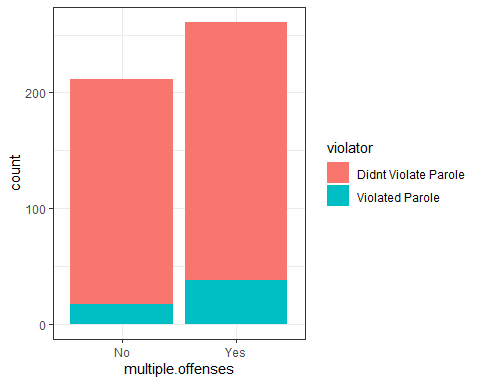 count
200
100
0
No
Yes
multiple.offenses
violator
Didnt Violate Parole
Violated Parole